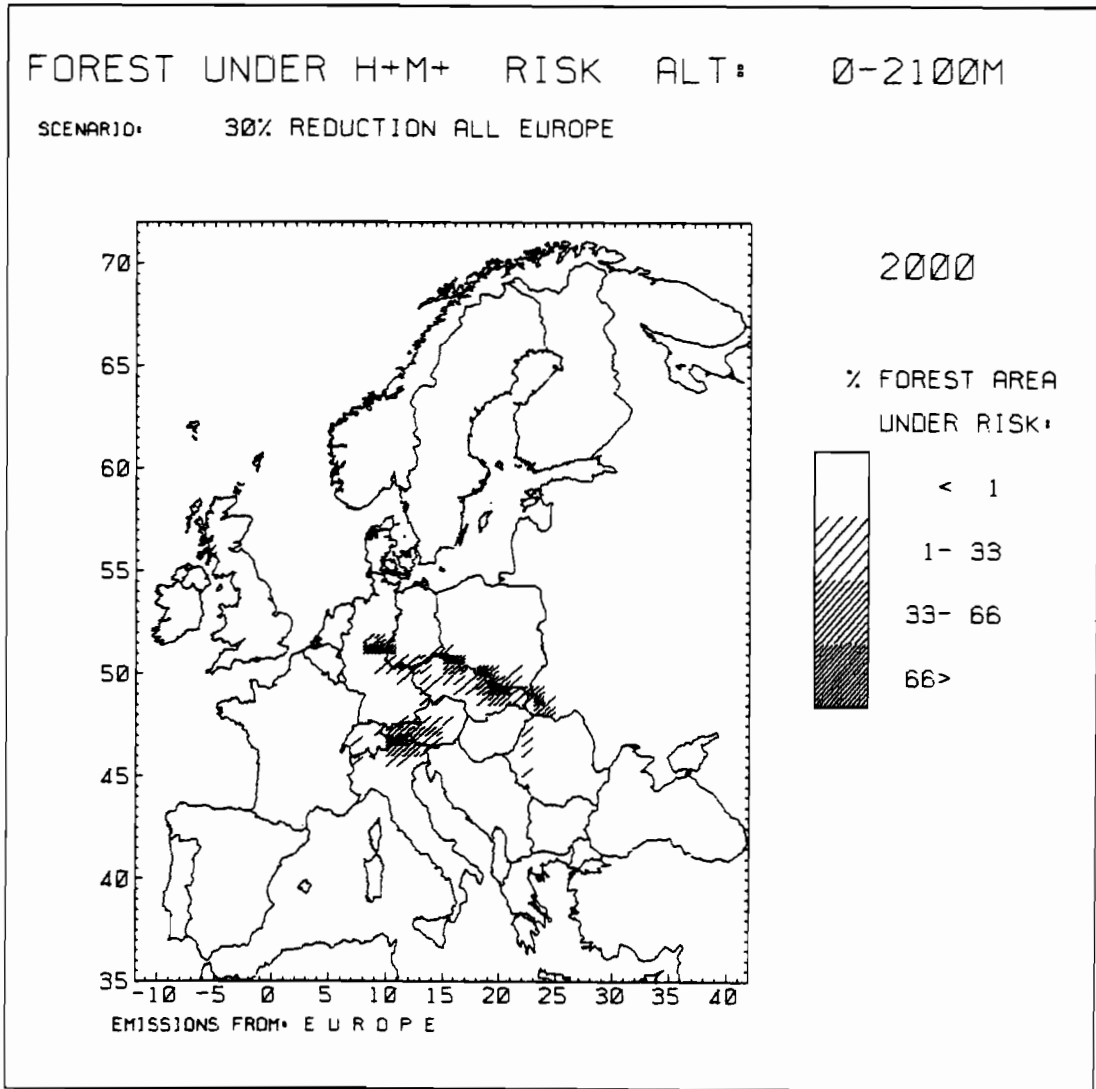 FOREST UNDER H+M+ RISK ALT: 0-2100M
SCENARIO: 30% REDUCTION ALL EUROPE
2000
% FOREST AREA
UNDER RISK:
< 1
1- 33
33- 66
66>
70
65
60
55
50
45
40
35
-10 -5 0 5 10 15 20 25 30 35 40
EMISSIONS FROM: E U R O P E